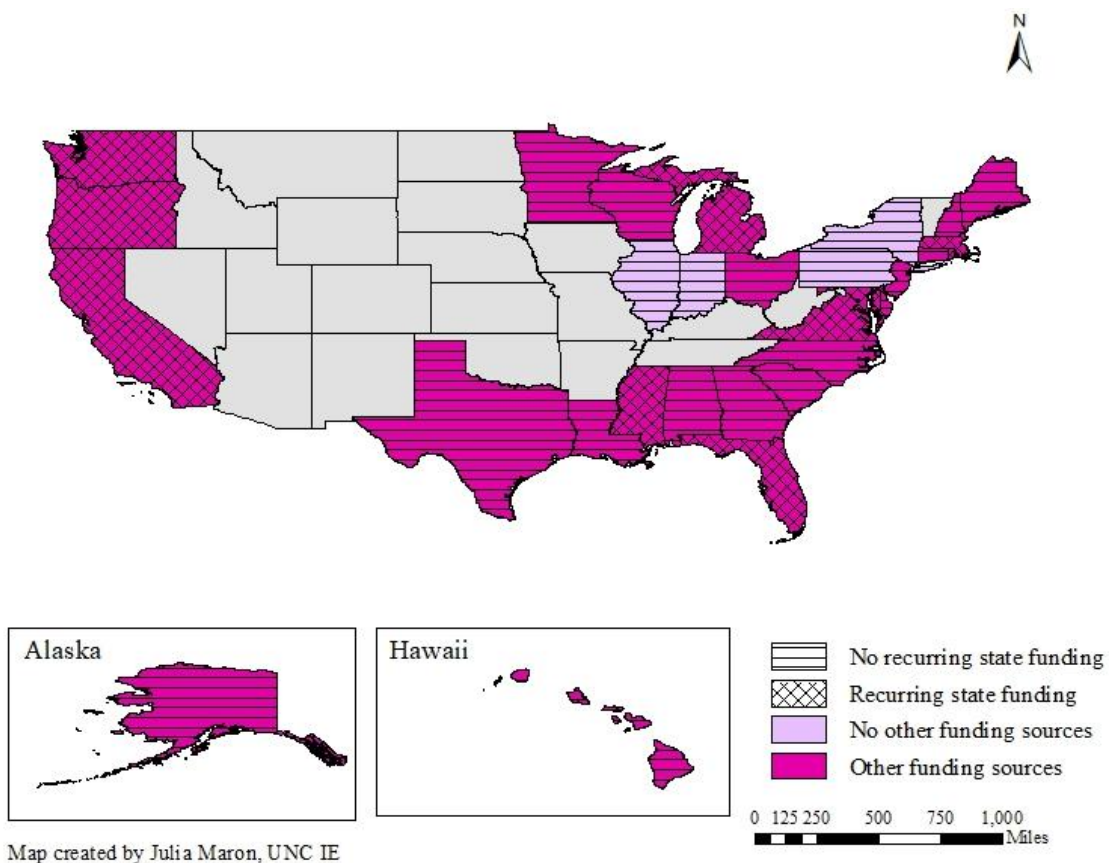 N
Alaska
Hawaii
No recurring state funding
Recurring state funding
No other funding sources
Other funding sources
0 125 250 500 750 1,000
Miles
Map created by Julia Maron, UNC IE